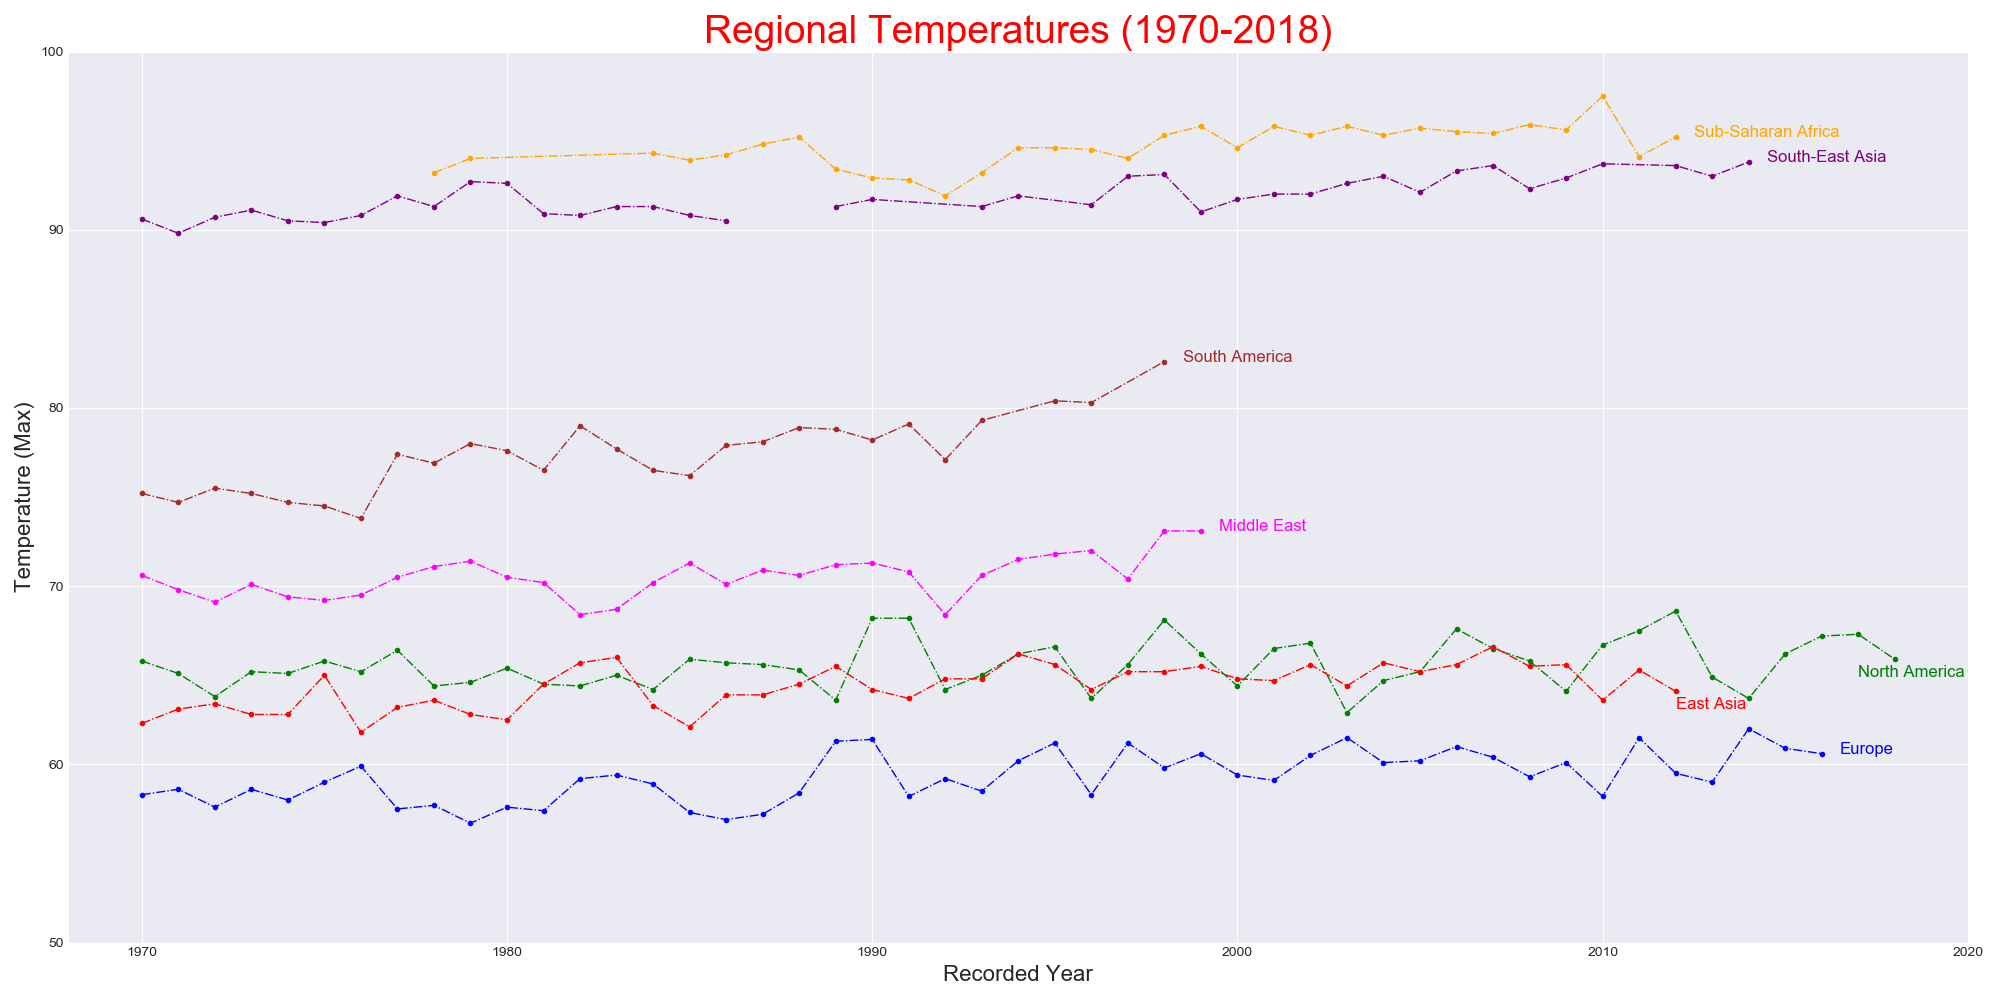 Regional Temperatures (1970-2018)
100
90
80
70
60
50
Temperature (Max)
Sub-Saharan Africa
South-East Asia
South America
Middle East
North America
East Asia
Europe
1970 1980 1990 2000 2010 2020
Recorded Year